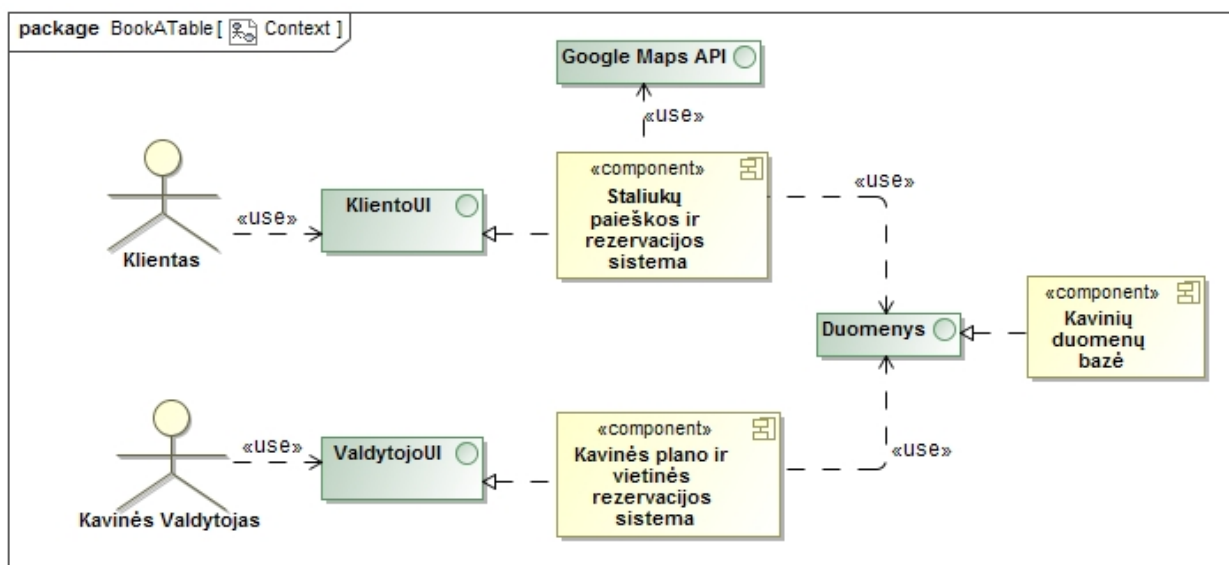 package BookATable [ Context ]
Google Maps API
«use»
«component»
Staliukų
paieškos ir
rezervacijos
sistema
«use»
KlientoUI
«use»
Klientas
«component»
Kavinių
duomenų
bazė
Duomenys
«component»
Kavinės plano ir
vietinės
rezervacijos
sistema
«use»
ValdytojoUI
«use»
Kavinės Valdytojas